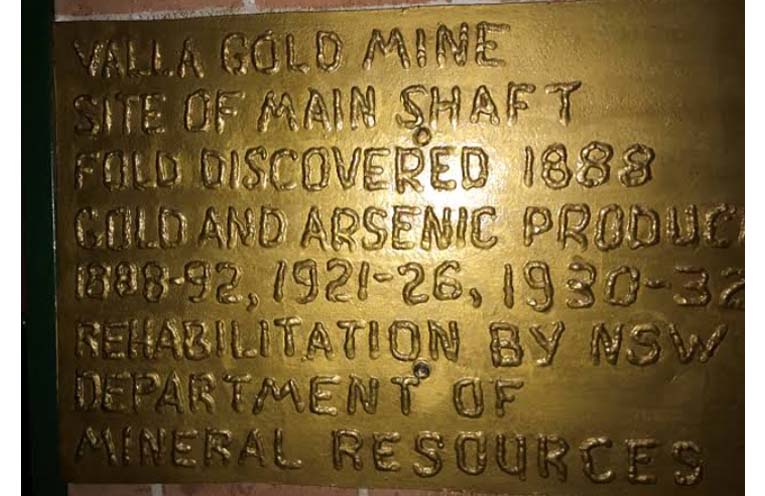 VALLA GOLD MINE
SITE OF MAIN SHAFT
FOLD DISCOVERED 1888
GOLD AND ARSENIC PRODUC
1888-92, 1921-26, 1930-32
REHABILITATION BY NSW
DEPARTMENT OF
MINERAL RESOURCES